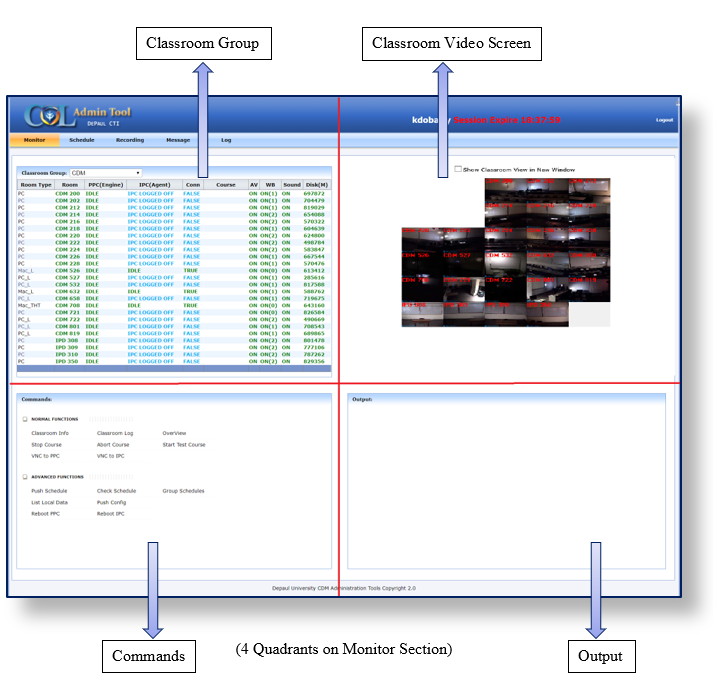 Classroom Group
Classroom Video Screen
COL Admin Tool
DePaul CTI
kdoba y Session Expire 18:37:56
Logout
Monitor Schedule Recording Message Log
Classroom Group: CDM
Show Classroom View in New Window
Room Type Room PPC(Engine) IPC(Agent) Conn Course AV WB Sound Disk(M)
PC CDM 200 IDLE IPC LOGGED OFF FALSE ON ON(1) ON 697872
PC CDM 202 IDLE IPC LOGGED OFF FALSE ON ON(1) ON 704479
PC CDM 212 IDLE IPC LOGGED OFF FALSE ON ON(1) ON 819029
PC CDM 214 IDLE IPC LOGGED OFF FALSE ON ON(2) ON 654088
PC CDM 216 IDLE IPC LOGGED OFF FALSE ON ON(2) ON 570322
PC CDM 218 IDLE IPC LOGGED OFF FALSE ON ON(1) ON 604639
PC CDM 220 IDLE IPC LOGGED OFF FALSE ON ON(2) ON 624800
PC CDM 222 IDLE IPC LOGGED OFF FALSE ON ON(2) ON 498784
PC CDM 224 IDLE IPC LOGGED OFF FALSE ON ON(2) ON 583847
PC CDM 226 IDLE IPC LOGGED OFF FALSE ON ON(1) ON 667544
PC CDM 228 IDLE IPC LOGGED OFF FALSE ON ON(1) ON 570476
Mac_L CDM 526 IDLE IDLE TRUE ON ON(0) ON 613412
PC_L CDM 527 IDLE IPC LOGGED OFF FALSE ON ON(1) ON 285616
PC_L CDM 532 IDLE IPC LOGGED OFF FALSE ON ON(1) ON 817588
Mac_L CDM 632 IDLE IDLE TRUE ON ON(1) ON 588762
PC_L CDM 658 IDLE IPC LOGGED OFF FALSE ON ON(1) ON 719675
Mac_THT CDM 708 IDLE IDLE TRUE ON ON(0) ON 643160
PC CDM 721 IDLE IPC LOGGED OFF FALSE ON ON(0) ON 826584
PC_L CDM 722 IDLE IPC LOGGED OFF FALSE ON ON(2) ON 490669
PC_L CDM 801 IDLE IPC LOGGED OFF FALSE ON ON(1) ON 708543
PC_L CDM 819 IDLE IPC LOGGED OFF FALSE ON ON(1) ON 689865
PC IPD 308 IDLE IPC LOGGED OFF FALSE ON ON(2) ON 801478
PC IPD 309 IDLE IPC LOGGED OFF FALSE ON ON(2) ON 777106
PC IPD 310 IDLE IPC LOGGED OFF FALSE ON ON(2) ON 787262
PC IPD 350 IDLE IPC LOGGED OFF FALSE ON ON(2) ON 829356
CDM 526 CDM 527 CDM 532
Commands:
NORMAL FUNCTIONS
Classroom Info Classroom Log OverView
Stop Course Abort Course Start Test Course
VNC to PPC VNC to IPC
ADVANCED FUNCTIONS
Push Schedule Check Schedule Group Schedules
List Local Data Push Config
Reboot PPC Reboot IPC
Output:
Depaul University CDM Administration Tools Copyright 2.0
Commands
(4 Quadrants on Monitor Section)
Output